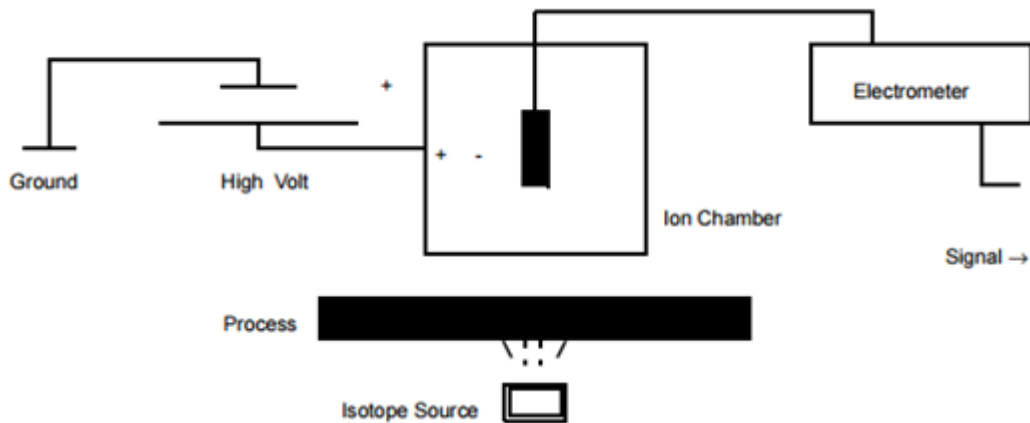 +
Electrometer
+ -
Ground
High Volt
Ion Chamber
Signal →
Process
Isotope Source